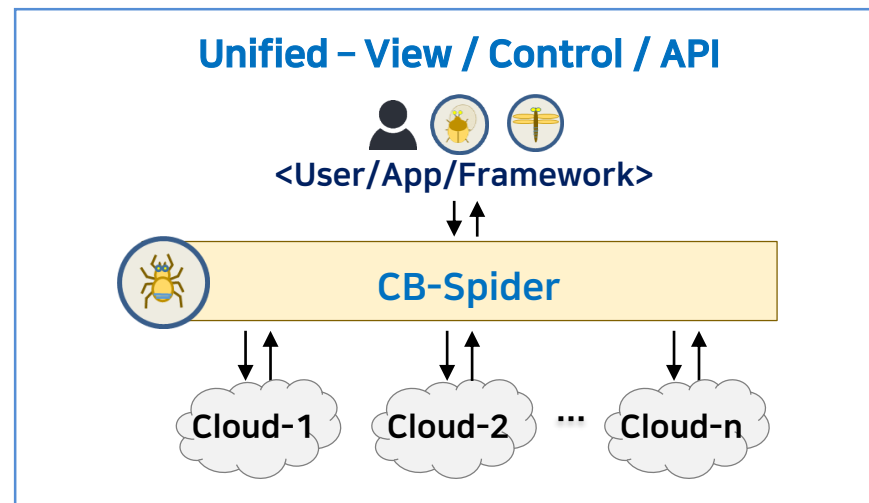 Unified – View / Control / API
<User/App/Framework>
CB-Spider
Cloud-1 Cloud-2 ... Cloud-n